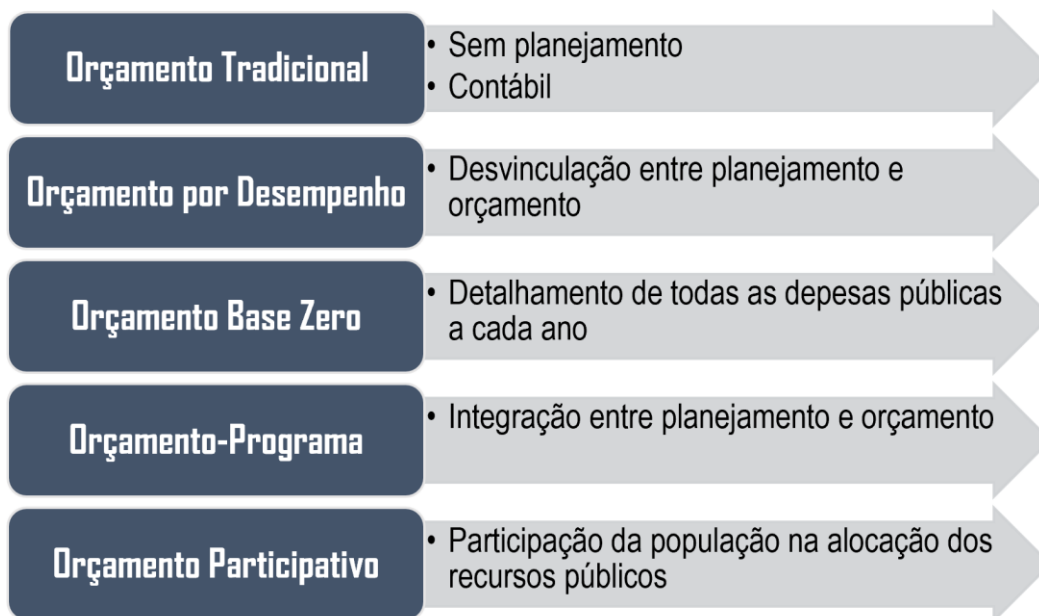 Orçamento Tradicional
• Sem planejamento
• Contábil
Orçamento por Desempenho
• Desvinculação entre planejamento e
orçamento
Orçamento Base Zero
• Detalhamento de todas as depesas públicas
a cada ano
Orçamento-Programa
• Integração entre planejamento e orçamento
Orçamento Participativo
• Participação da população na alocação dos
recursos públicos